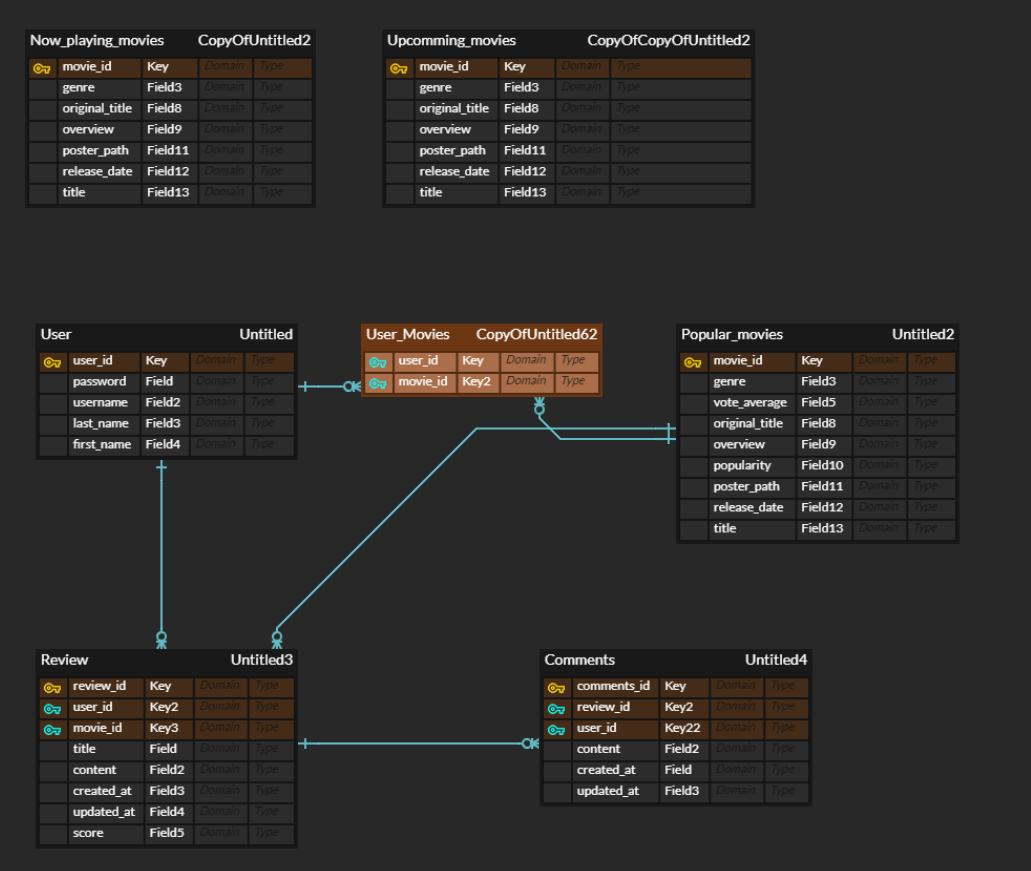 Now_playing_movies CopyOfUntitled2
movie_id Key Domain Type
genre Field3 Domain Type
original_title Field8 Domain Type
overview Field9 Domain Type
poster_path Field11 Domain Type
release_date Field12 Domain Type
title Field13 Domain Type
Upcomming_movies CopyOfCopyOfUntitled2
movie_id Key Domain Type
genre Field3 Domain Type
original_title Field8 Domain Type
overview Field9 Domain Type
poster_path Field11 Domain Type
release_date Field12 Domain Type
title Field13 Domain Type
User Untitled
user_id Key Domain Type
password Field Domain Type
username Field2 Domain Type
last_name Field3 Domain Type
first_name Field4 Domain Type
User_Movies CopyOfUntitled62
user_id Key Domain Type
movie_id Key2 Domain Type
Popular_movies Untitled2
movie_id Key Domain Type
genre Field3 Domain Type
vote_average Field5 Domain Type
original_title Field8 Domain Type
overview Field9 Domain Type
popularity Field10 Domain Type
poster_path Field11 Domain Type
release_date Field12 Domain Type
title Field13 Domain Type
Review Untitled3
review_id Key Domain Type
user_id Key2 Domain Type
movie_id Key3 Domain Type
title Field Domain Type
content Field2 Domain Type
created_at Field3 Domain Type
updated_at Field4 Domain Type
score Field5 Domain Type
Comments Untitled4
comments_id Key Domain Type
review_id Key2 Domain Type
user_id Key22 Domain Type
content Field2 Domain Type
created_at Field Domain Type
updated_at Field3 Domain Type